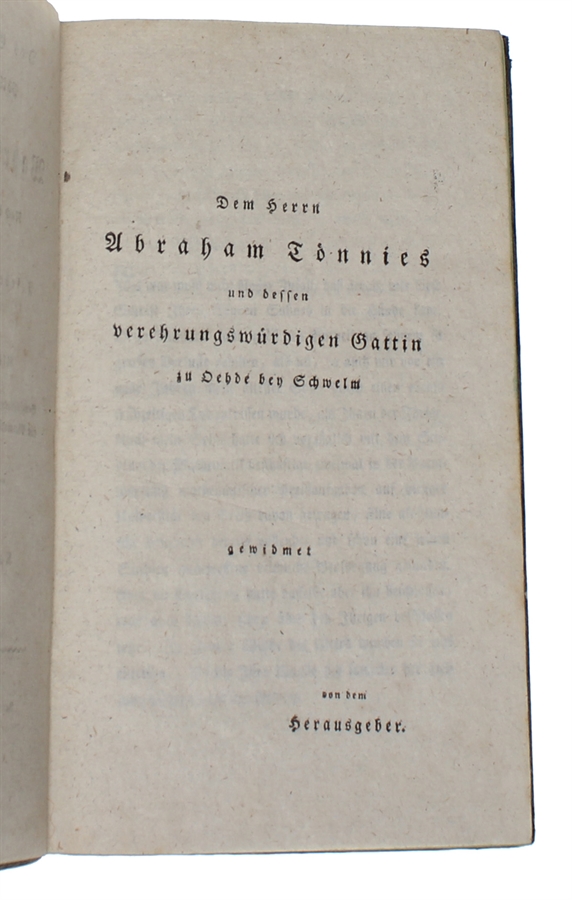 Dem Herrn
Abraham Tönnies
und dessen
verehrungswürdigen Gattin
zu Oehde bey Schwelm
gewidmet
von dem
Herausgeber.